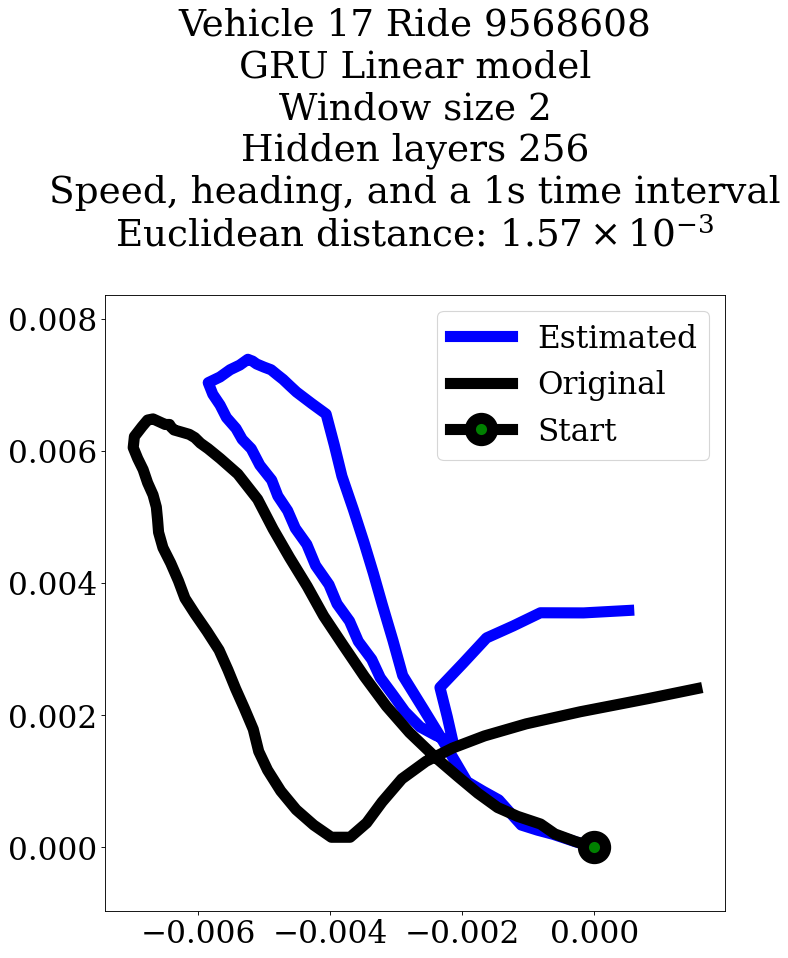 Vehicle 17 Ride 9568608
GRU Linear model
Window size 2
Hidden layers 256
Speed, heading, and a 1s time interval
Euclidean distance: 1.57 × 10⁻³
Estimated
Original
Start
0.008
0.006
0.004
0.002
0.000
−0.006 −0.004 −0.002 0.000